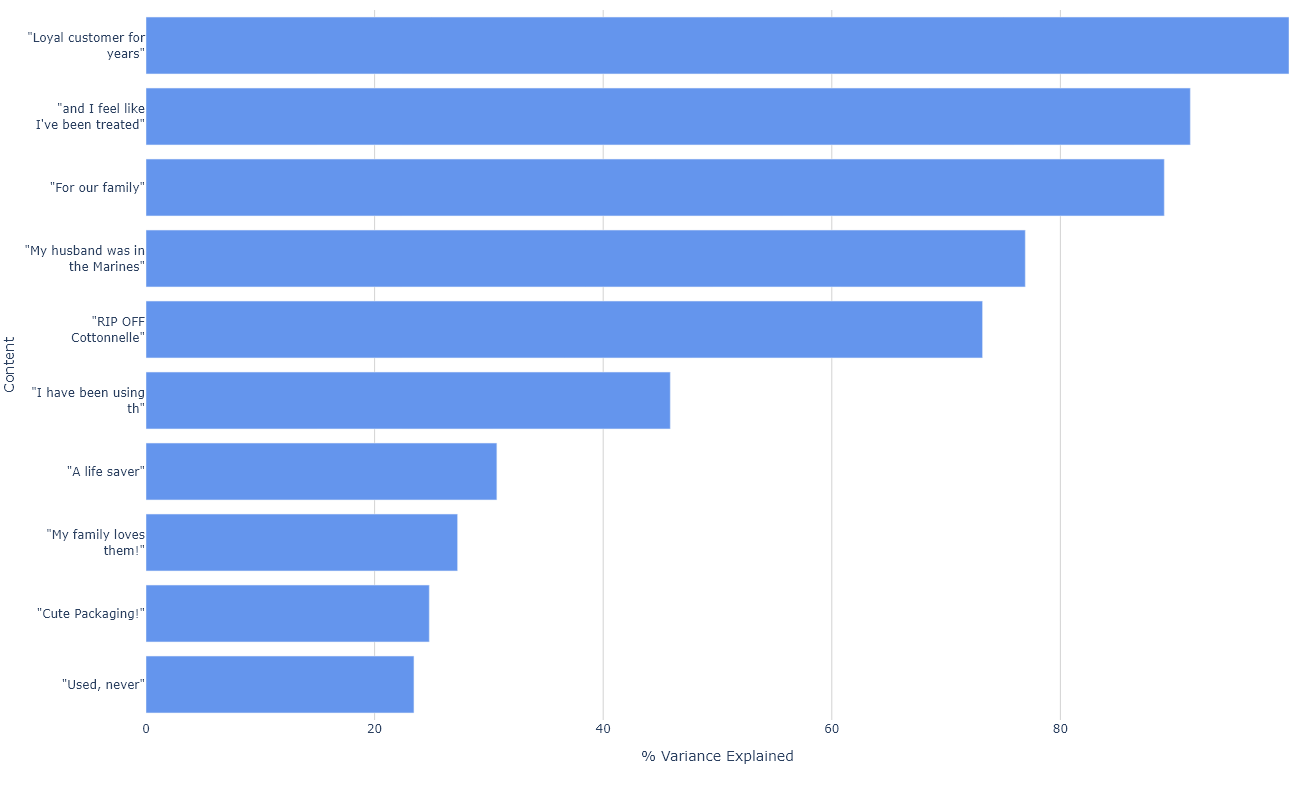 "Loyal customer for
years"
"and I feel like
I've been treated"
"For our family"
"My husband was in
the Marines"
"RIP OFF
Cottonnelle"
"I have been using
th"
"A life saver"
"My family loves
them!"
"Cute Packaging!"
"Used, never"
Content
0 20 40 60 80
% Variance Explained